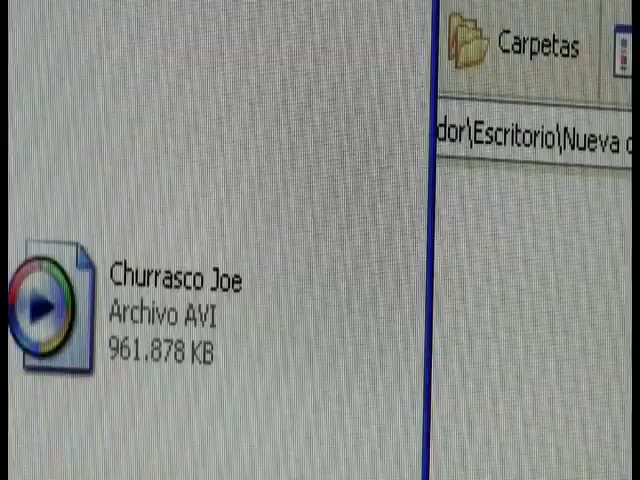 Carpetas
dor\Escritorio\Nueva
Churrasco Joe
Archivo AVI
961.878 KB